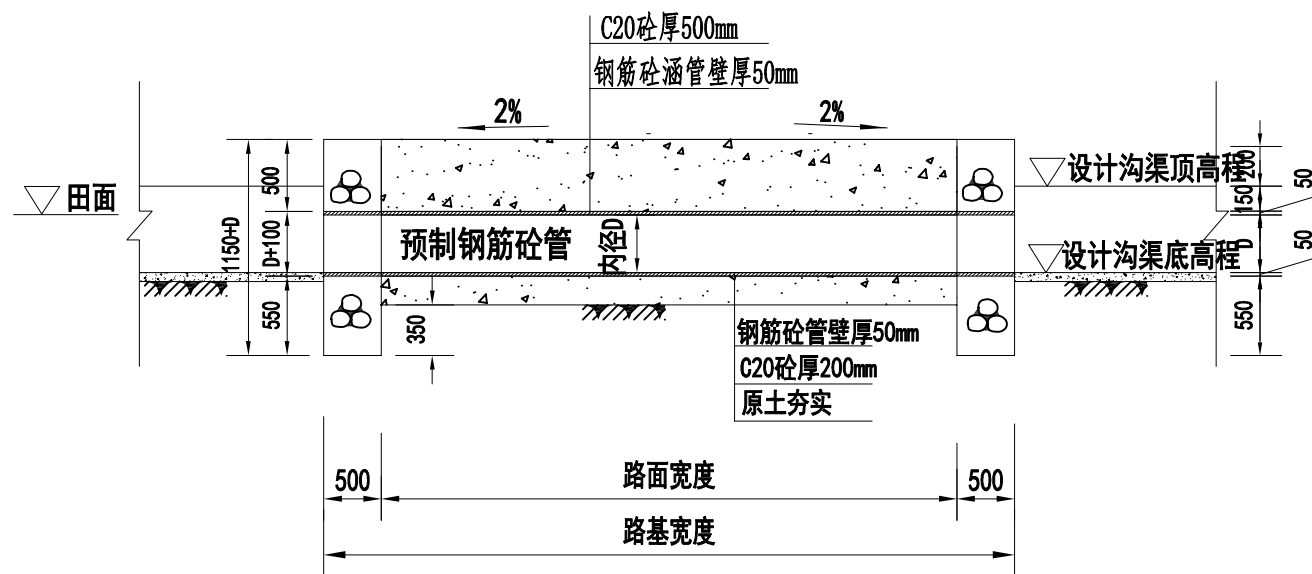 C20砼厚500mm
钢筋砼涵管壁厚50mm
2%
2%
田面
1150+D
500
D+100
550
预制钢筋砼管
内径D
设计沟渠顶高程
设计沟渠底高程
200
150
50
D
50
550
350
钢筋砼管壁厚50mm
C20砼厚200mm
原土夯实
500
路面宽度
500
路基宽度